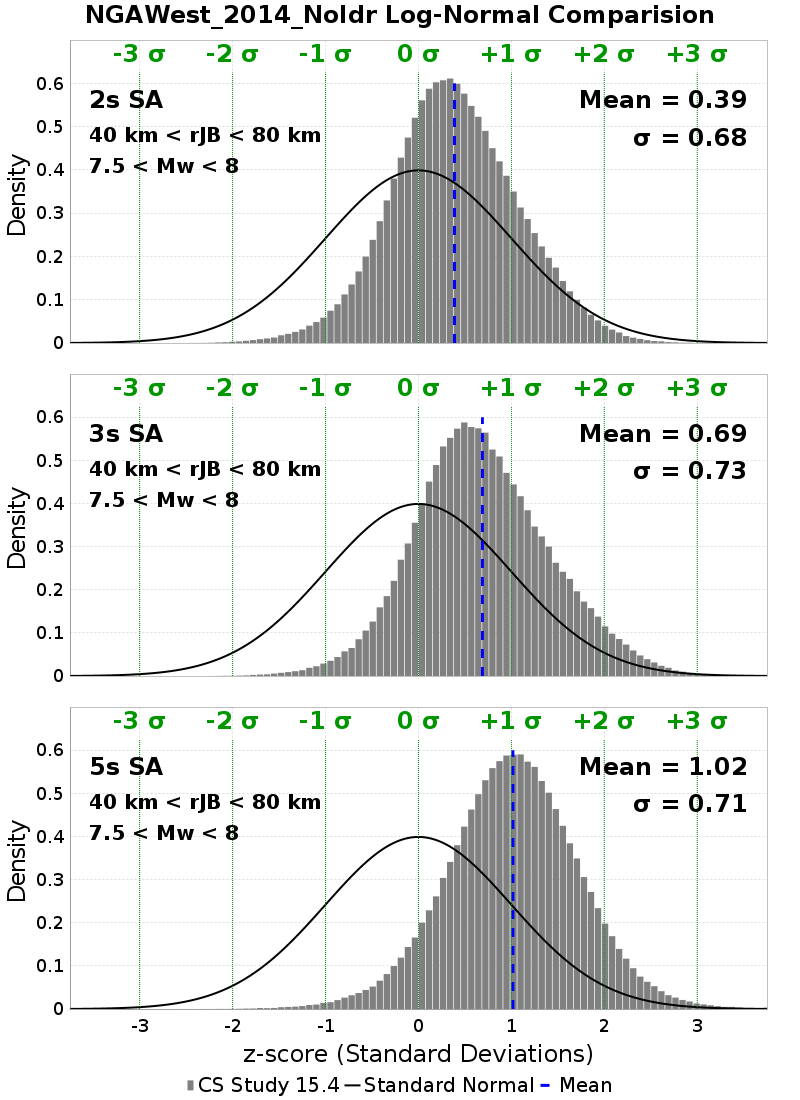 NGAWest_2014_NoIdr Log-Normal Comparision
-3 σ -2 σ -1 σ 0 σ +1 σ +2 σ +3 σ
2s SA
40 km < rJB < 80 km
7.5 < Mw < 8
Mean = 0.39
σ = 0.68
Density
0.6
0.5
0.4
0.3
0.2
0.1
0
-3 σ -2 σ -1 σ 0 σ +1 σ +2 σ +3 σ
3s SA
40 km < rJB < 80 km
7.5 < Mw < 8
Mean = 0.69
σ = 0.73
Density
0.6
0.5
0.4
0.3
0.2
0.1
0
-3 σ -2 σ -1 σ 0 σ +1 σ +2 σ +3 σ
5s SA
40 km < rJB < 80 km
7.5 < Mw < 8
Mean = 1.02
σ = 0.71
Density
0.6
0.5
0.4
0.3
0.2
0.1
0
-3 -2 -1 0 1 2 3
z-score (Standard Deviations)
CS Study 15.4 Standard Normal Mean